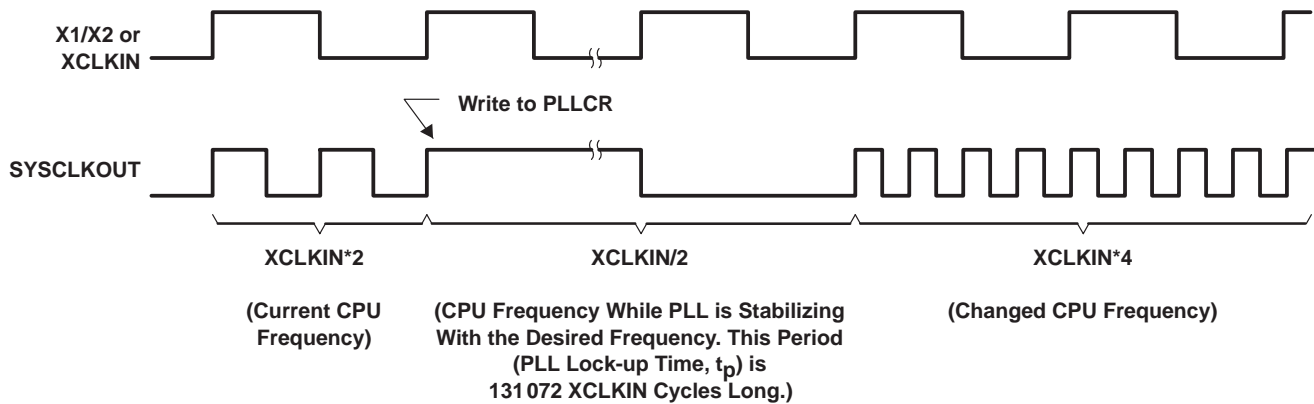 X1/X2 or
XCLKIN
Write to PLLCR
SYSCLKOUT
XCLKIN*2
(Current CPU
Frequency)
XCLKIN/2
(CPU Frequency While PLL is Stabilizing
With the Desired Frequency. This Period
(PLL Lock-up Time, tp) is
131072 XCLKIN Cycles Long.)
XCLKIN*4
(Changed CPU Frequency)